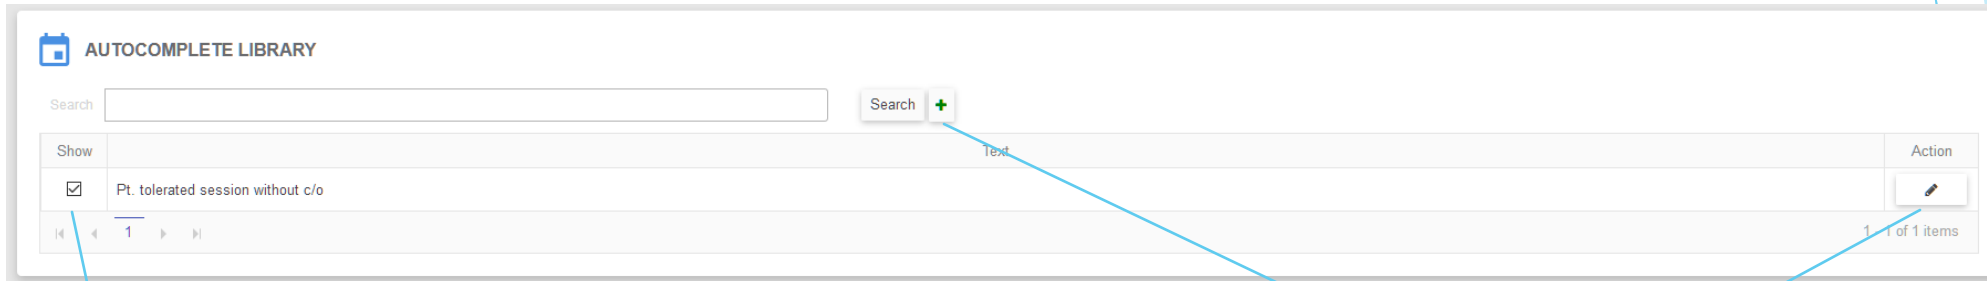 AUTOCOMPLETE LIBRARY
Search Search +
Show Text Action
Pt. tolerated session without c/o
1 1 - 1 of 1 items